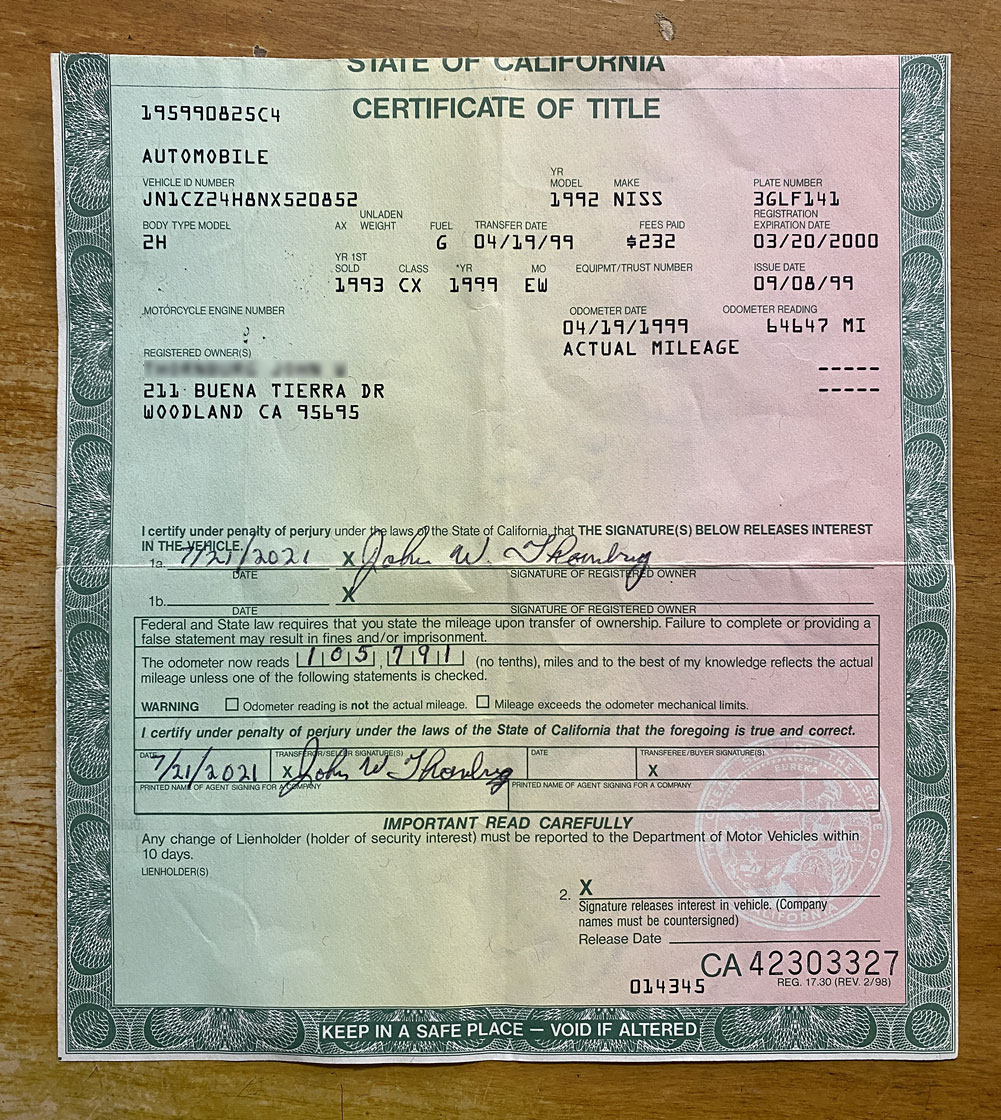 STATE OF CALIFORNIA
CERTIFICATE OF TITLE
195990825C4
AUTOMOBILE
VEHICLE ID NUMBER YR MODEL MAKE PLATE NUMBER
JN1CZ24H8NX520852 1992 NISS 3GLF141
BODY TYPE MODEL AX UNLADEN WEIGHT FUEL TRANSFER DATE FEES PAID REGISTRATION EXPIRATION DATE
2H G 04/19/99 $232 03/20/2000
YR 1ST SOLD CLASS *YR MO EQUIPMT/TRUST NUMBER ISSUE DATE
1993 CX 1999 EW 09/08/99
MOTORCYCLE ENGINE NUMBER ODOMETER DATE ODOMETER READING
04/19/1999 64647 MI
ACTUAL MILEAGE
REGISTERED OWNER(S)
-----
211 BUENA TIERRA DR -----
WOODLAND CA 95695
I certify under penalty of perjury under the laws of the State of California, that THE SIGNATURE(S) BELOW RELEASES INTEREST
IN THE VEHICLE.
1a. 7/21/2021 X John W.
DATE SIGNATURE OF REGISTERED OWNER
1b. X
DATE SIGNATURE OF REGISTERED OWNER
Federal and State law requires that you state the mileage upon transfer of ownership. Failure to complete or providing a
false statement may result in fines and/or imprisonment.
The odometer now reads 105,791 (no tenths), miles and to the best of my knowledge reflects the actual
mileage unless one of the following statements is checked.
WARNING Odometer reading is not the actual mileage. Mileage exceeds the odometer mechanical limits.
I certify under penalty of perjury under the laws of the State of California that the foregoing is true and correct.
DATE TRANSFEROR/SELLER SIGNATURE(S) DATE TRANSFEREE/BUYER SIGNATURE(S)
7/21/2021 X John W X
PRINTED NAME OF AGENT SIGNING FOR A COMPANY PRINTED NAME OF AGENT SIGNING FOR A COMPANY
IMPORTANT READ CAREFULLY
Any change of Lienholder (holder of security interest) must be reported to the Department of Motor Vehicles within
10 days.
LIENHOLDER(S)
EUREKA
2. X
Signature releases interest in vehicle. (Company
names must be countersigned)
Release Date
CA 42303327
014345 REG. 17.30 (REV. 2/98)
KEEP IN A SAFE PLACE – VOID IF ALTERED